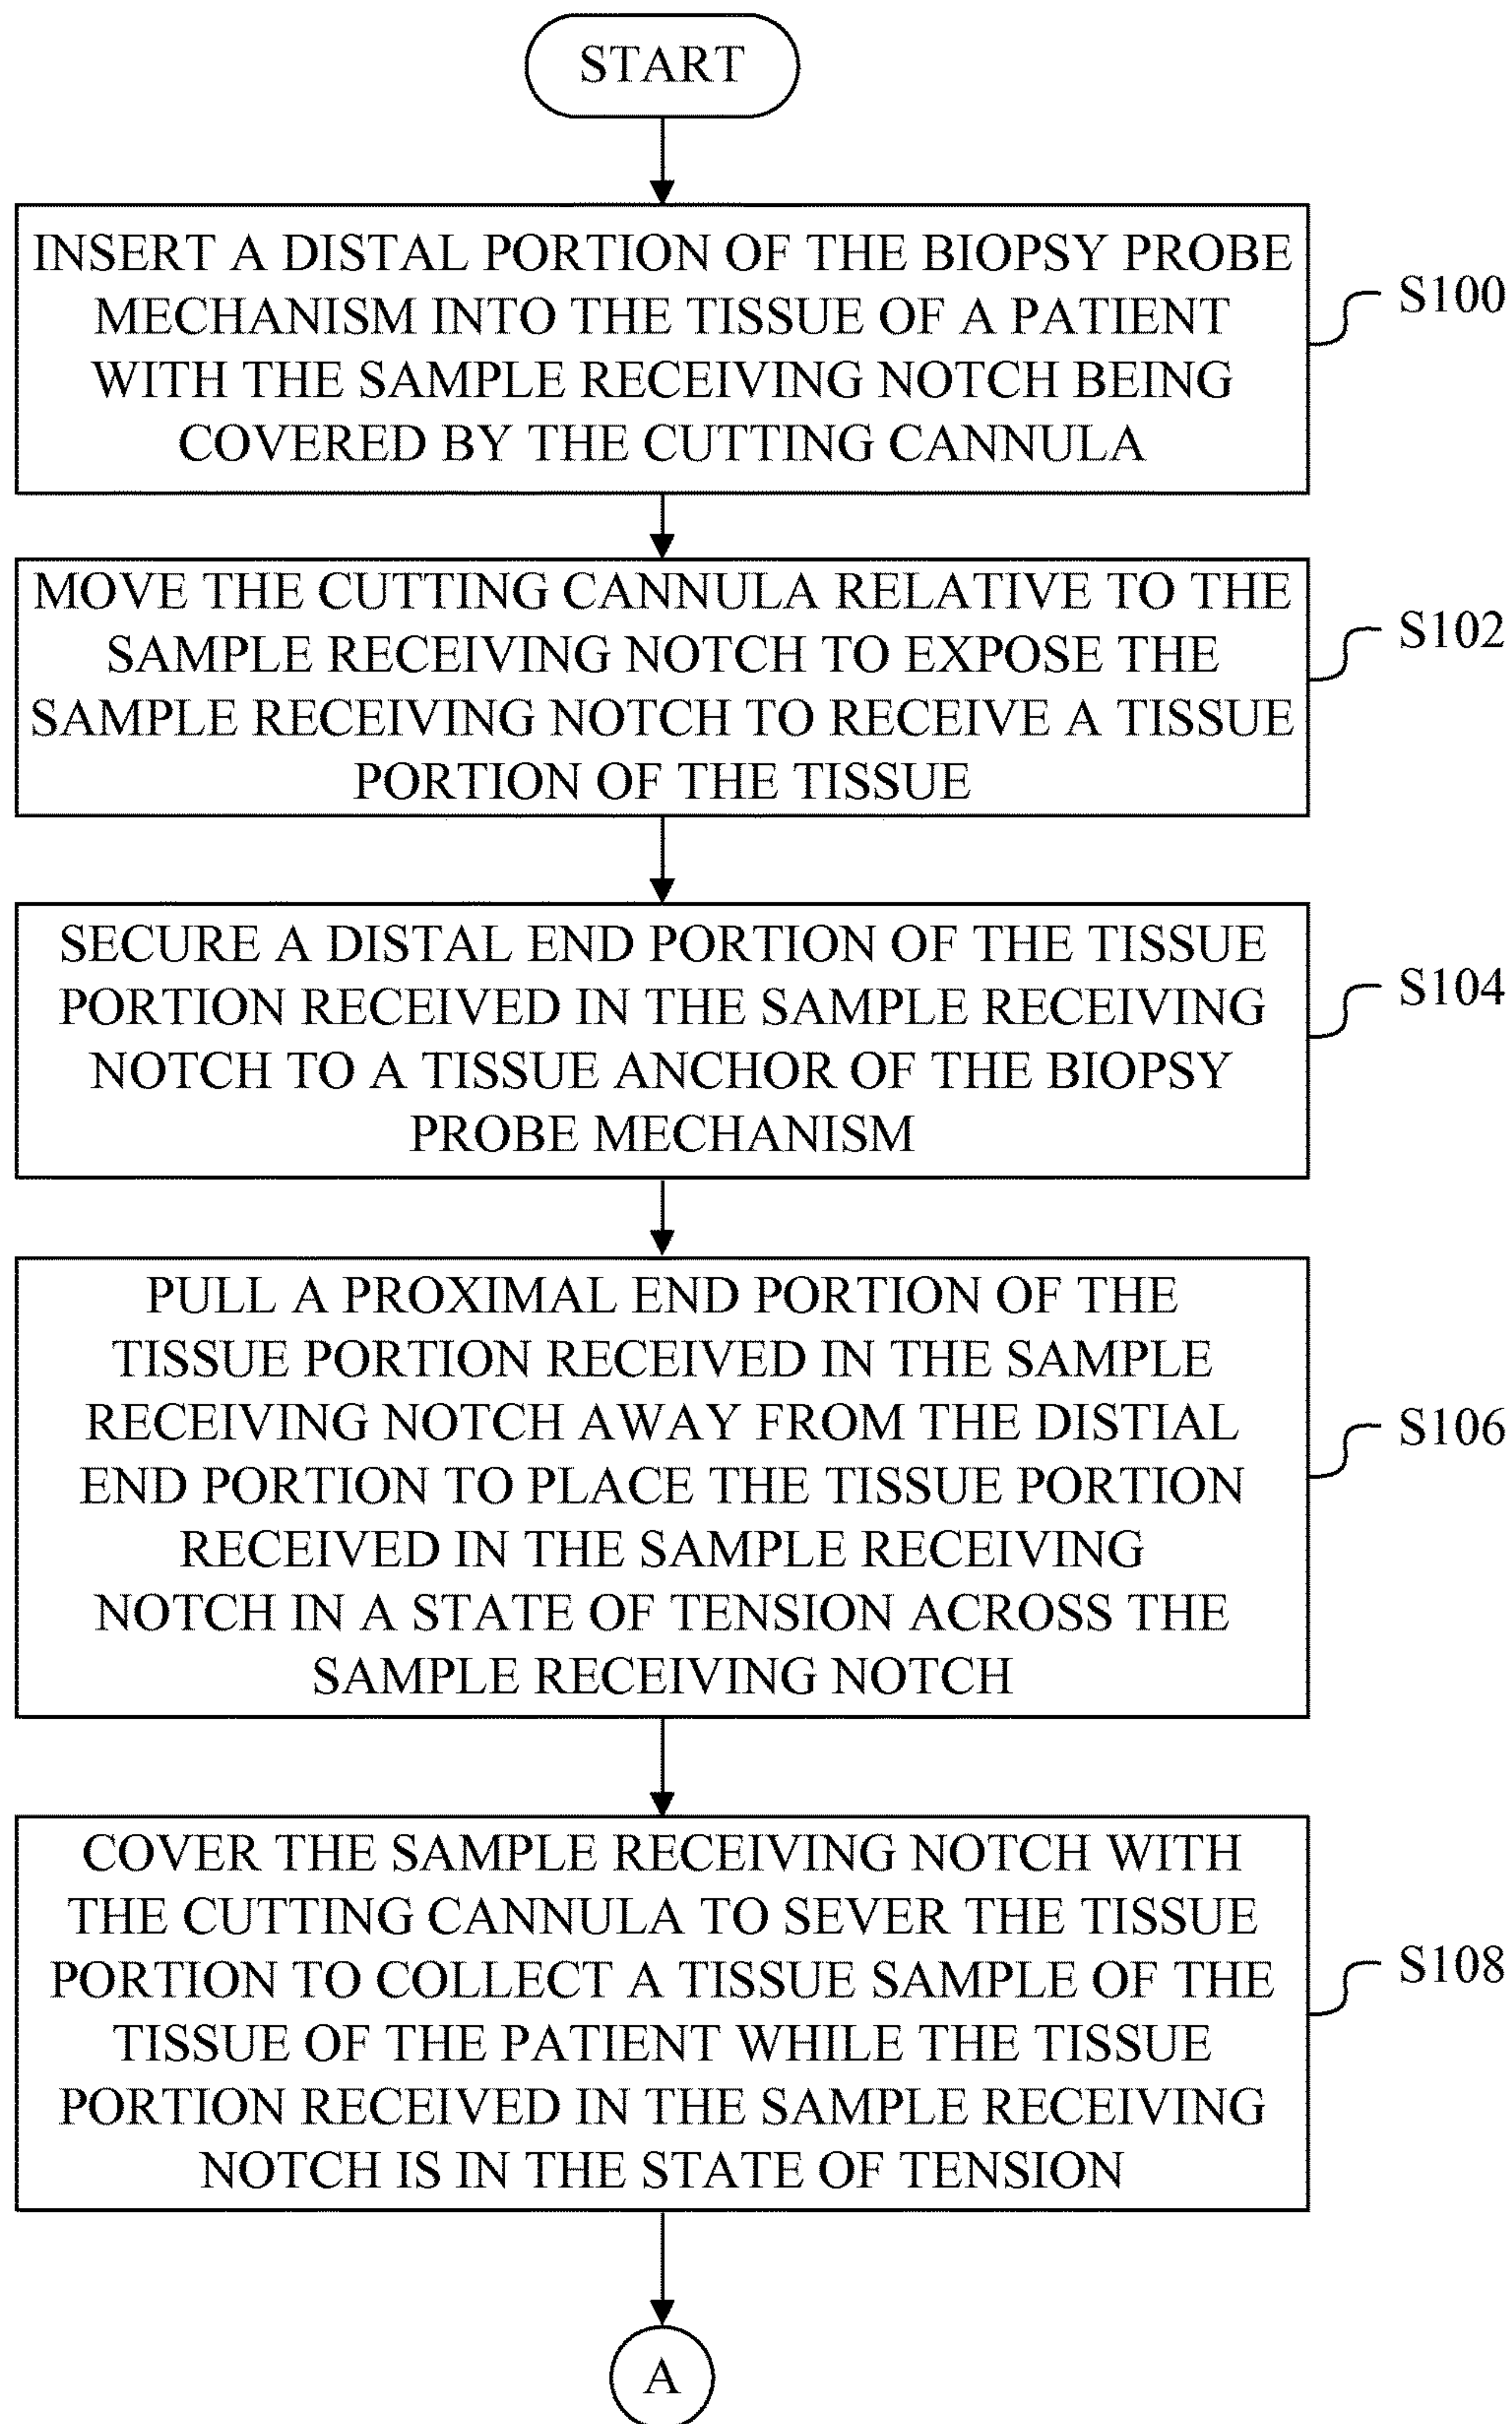 START
INSERT A DISTAL PORTION OF THE BIOPSY PROBE
MECHANISM INTO THE TISSUE OF A PATIENT
WITH THE SAMPLE RECEIVING NOTCH BEING
COVERED BY THE CUTTING CANNULA
S100
MOVE THE CUTTING CANNULA RELATIVE TO THE
SAMPLE RECEIVING NOTCH TO EXPOSE THE
SAMPLE RECEIVING NOTCH TO RECEIVE A TISSUE
PORTION OF THE TISSUE
S102
SECURE A DISTAL END PORTION OF THE TISSUE
PORTION RECEIVED IN THE SAMPLE RECEIVING
NOTCH TO A TISSUE ANCHOR OF THE BIOPSY
PROBE MECHANISM
S104
PULL A PROXIMAL END PORTION OF THE
TISSUE PORTION RECEIVED IN THE SAMPLE
RECEIVING NOTCH AWAY FROM THE DISTIAL
END PORTION TO PLACE THE TISSUE PORTION
RECEIVED IN THE SAMPLE RECEIVING
NOTCH IN A STATE OF TENSION ACROSS THE
SAMPLE RECEIVING NOTCH
S106
COVER THE SAMPLE RECEIVING NOTCH WITH
THE CUTTING CANNULA TO SEVER THE TISSUE
PORTION TO COLLECT A TISSUE SAMPLE OF THE
TISSUE OF THE PATIENT WHILE THE TISSUE
PORTION RECEIVED IN THE SAMPLE RECEIVING
NOTCH IS IN THE STATE OF TENSION
S108
A